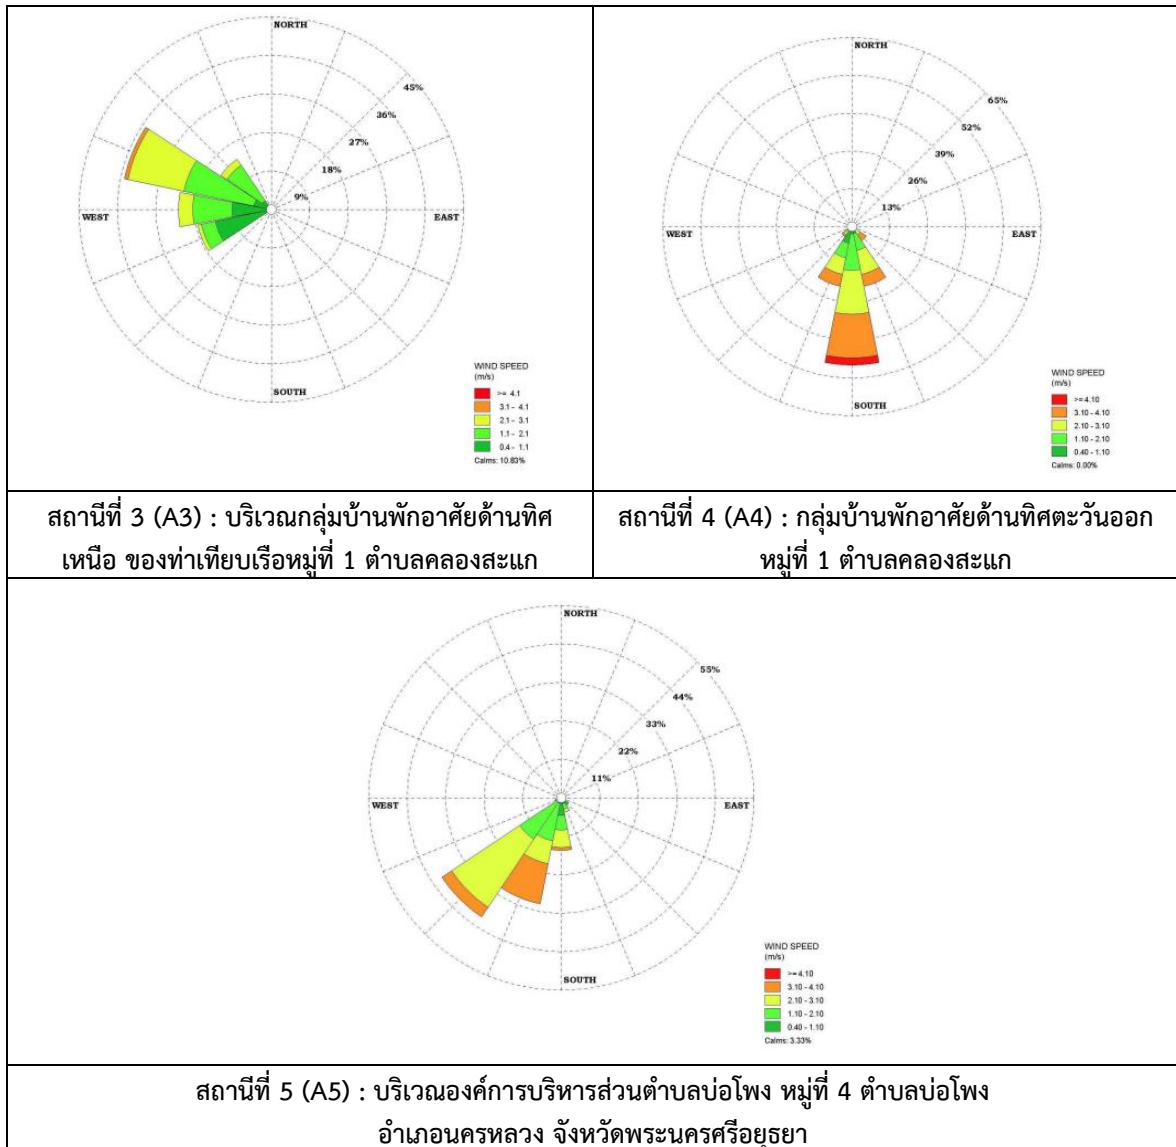 NORTH
45%
36%
27%
18%
9%
WEST
EAST
SOUTH
WIND SPEED
(m/s)
>= 4.1
3.1 - 4.1
2.1 - 3.1
1.1 - 2.1
0.4 - 1.1
Calms: 10.83%
สถานีที่ 3 (A3) : บริเวณกลุ่มบ้านพักอาศัยด้านทิศ
เหนือ ของท่าเทียบเรือหมู่ที่ 1 ตำบลคลองสะแก
NORTH
65%
52%
39%
26%
13%
WEST
EAST
SOUTH
WIND SPEED
(m/s)
>= 4.10
3.10 - 4.10
2.10 - 3.10
1.10 - 2.10
0.40 - 1.10
Calms: 0.00%
สถานีที่ 4 (A4) : กลุ่มบ้านพักอาศัยด้านทิศตะวันออก
หมู่ที่ 1 ตำบลคลองสะแก
NORTH
55%
44%
33%
22%
11%
WEST
EAST
SOUTH
WIND SPEED
(m/s)
>= 4.10
3.10 - 4.10
2.10 - 3.10
1.10 - 2.10
0.40 - 1.10
Calms: 3.33%
สถานีที่ 5 (A5) : บริเวณองค์การบริหารส่วนตำบลบ่อโพง หมู่ที่ 4 ตำบลบ่อโพง
อำเภอนครหลวง จังหวัดพระนครศรีอยุธยา